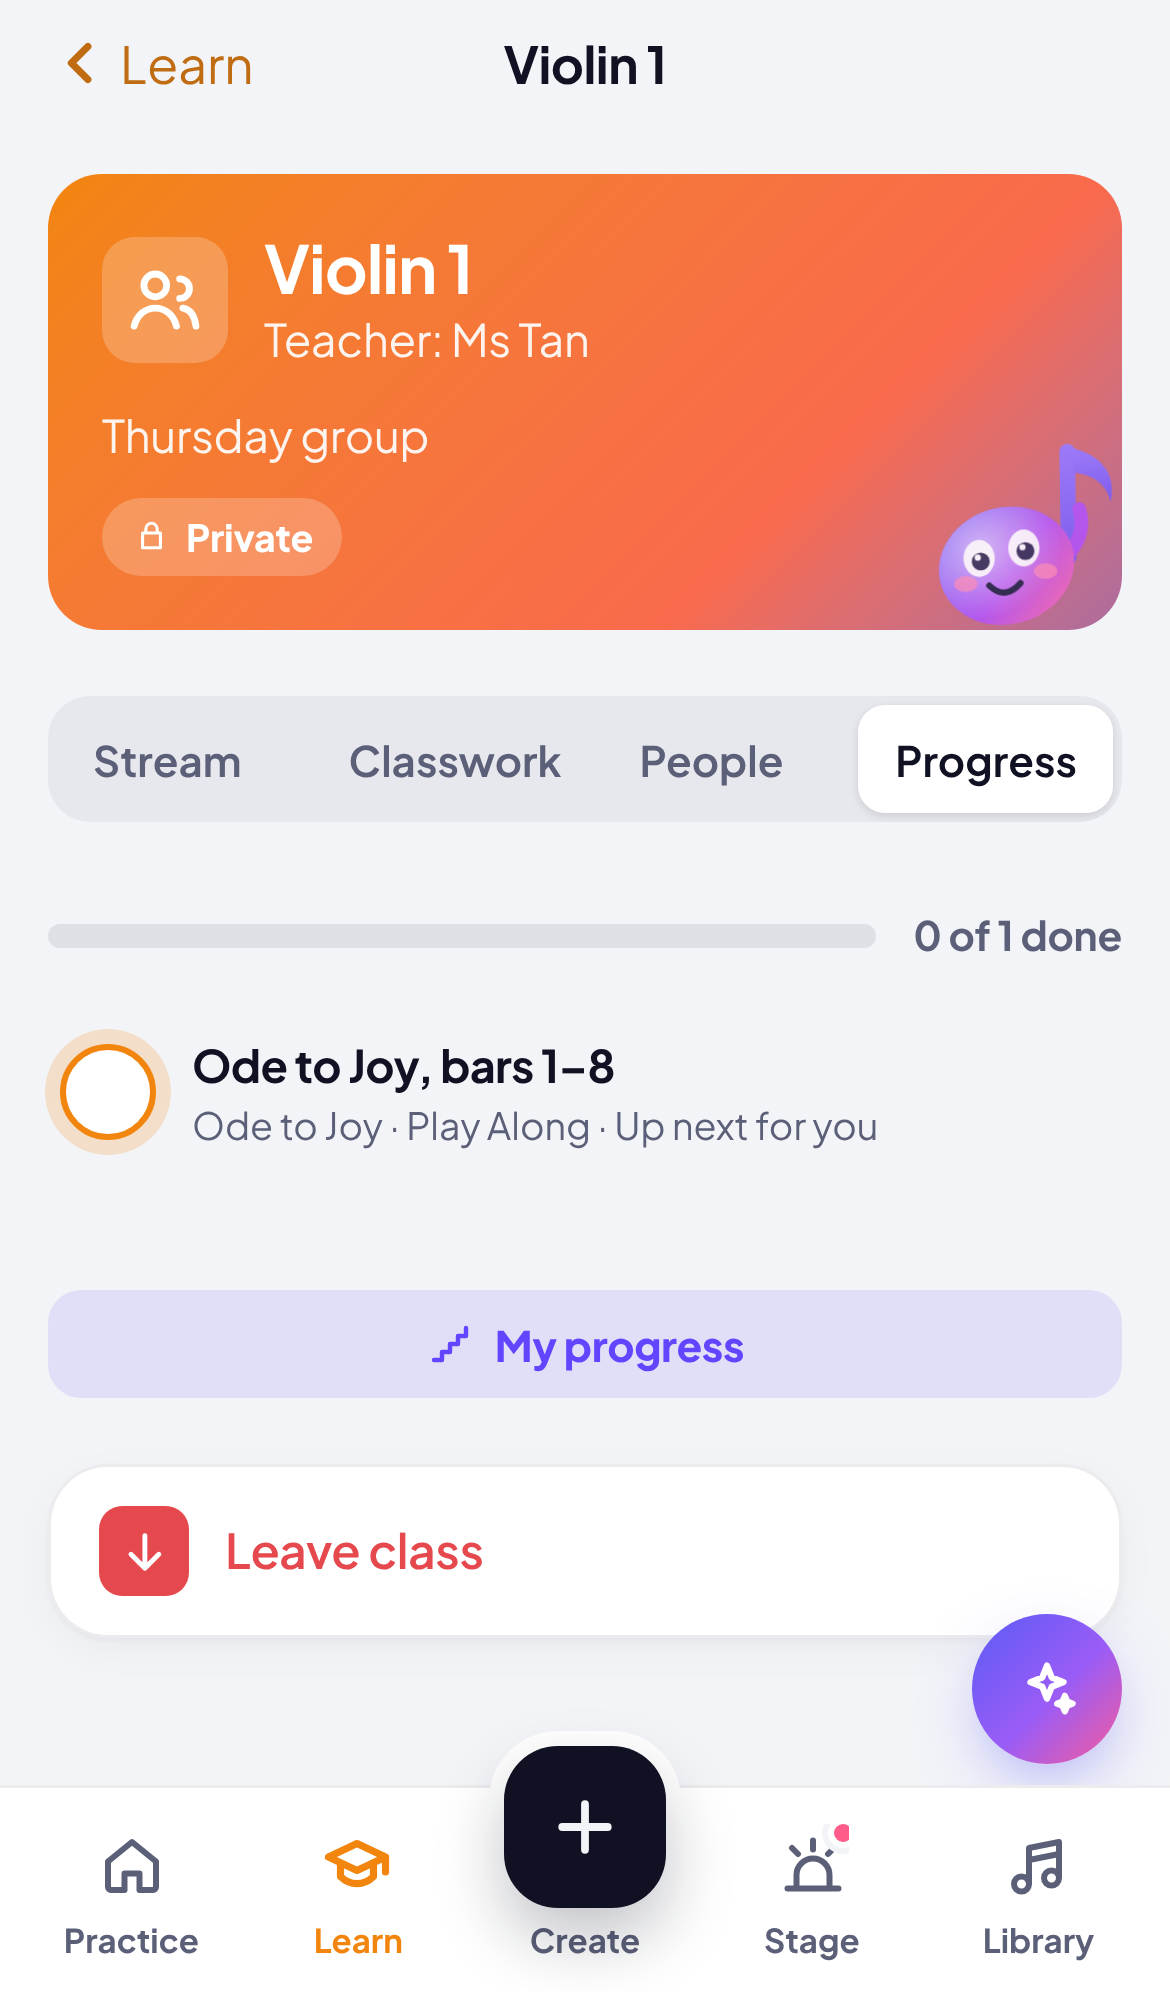 Learn
Violin 1
Violin 1
Teacher: Ms Tan
Thursday group
Private
Stream
Classwork
People
Progress
0 of 1 done
Ode to Joy, bars 1–8
Ode to Joy · Play Along · Up next for you
My progress
Leave class
Practice
Learn
Create
Stage
Library